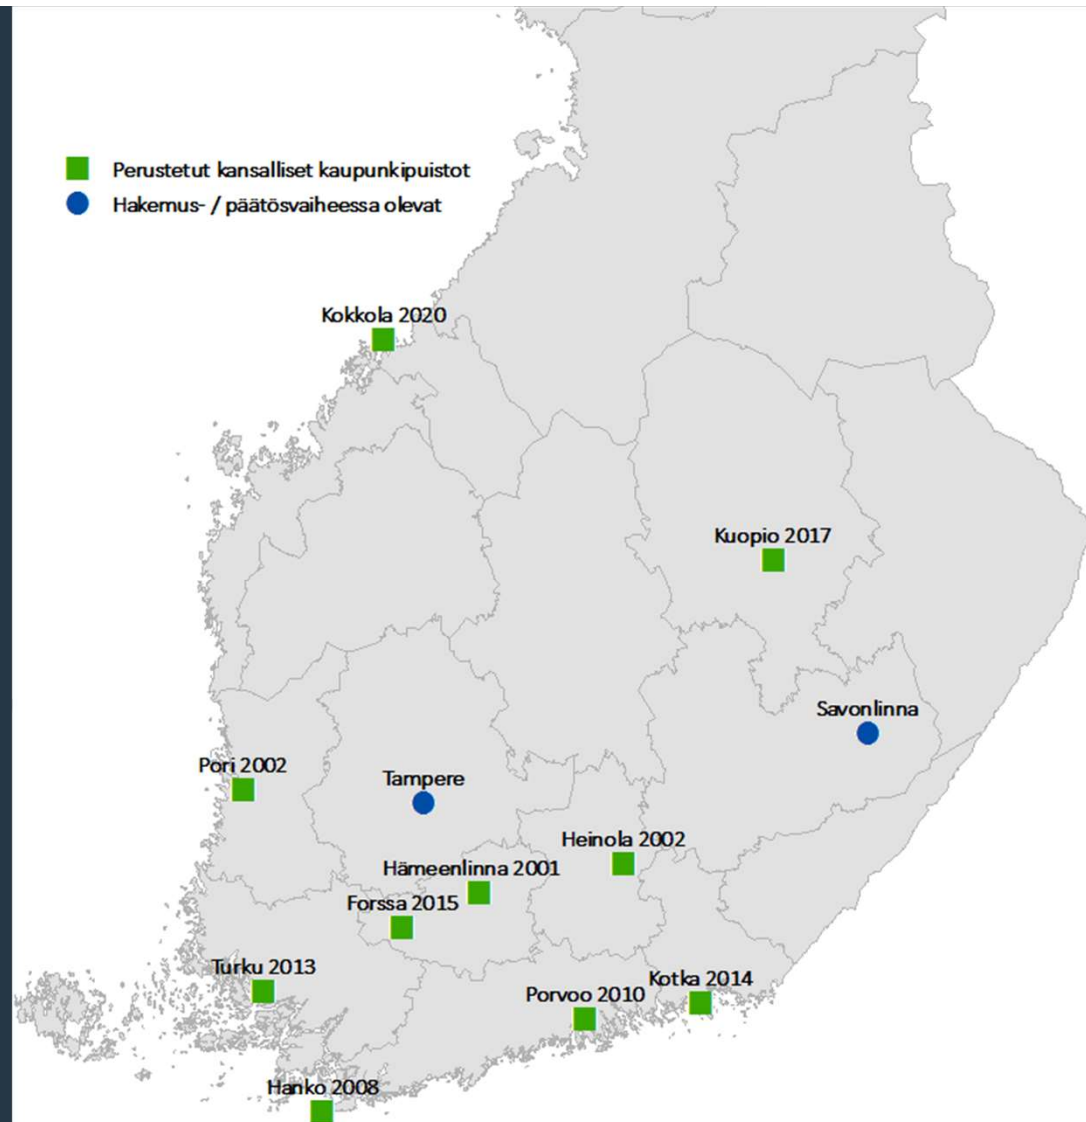 Perustetut kansalliset kaupunkipuistot
Hakemus- / päätösvaiheessa olevat
Kokkola 2020
Kuopio 2017
Savonlinna
Pori 2002
Tampere
Heinola 2002
Hämeenlinna 2001
Forssa 2015
Turku 2013
Kotka 2014
Porvoo 2010
Hanko 2008